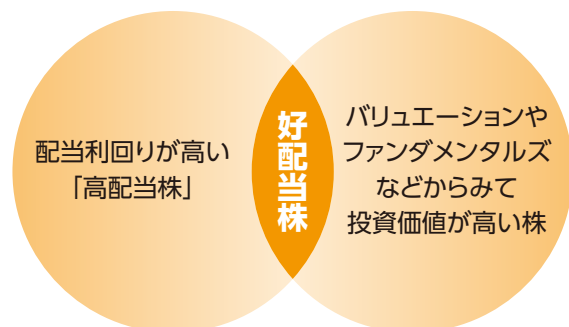 配当利回りが高い
「高配当株」
好配当株
バリュエーションや
ファンダメンタルズ
などからみて
投資価値が高い株